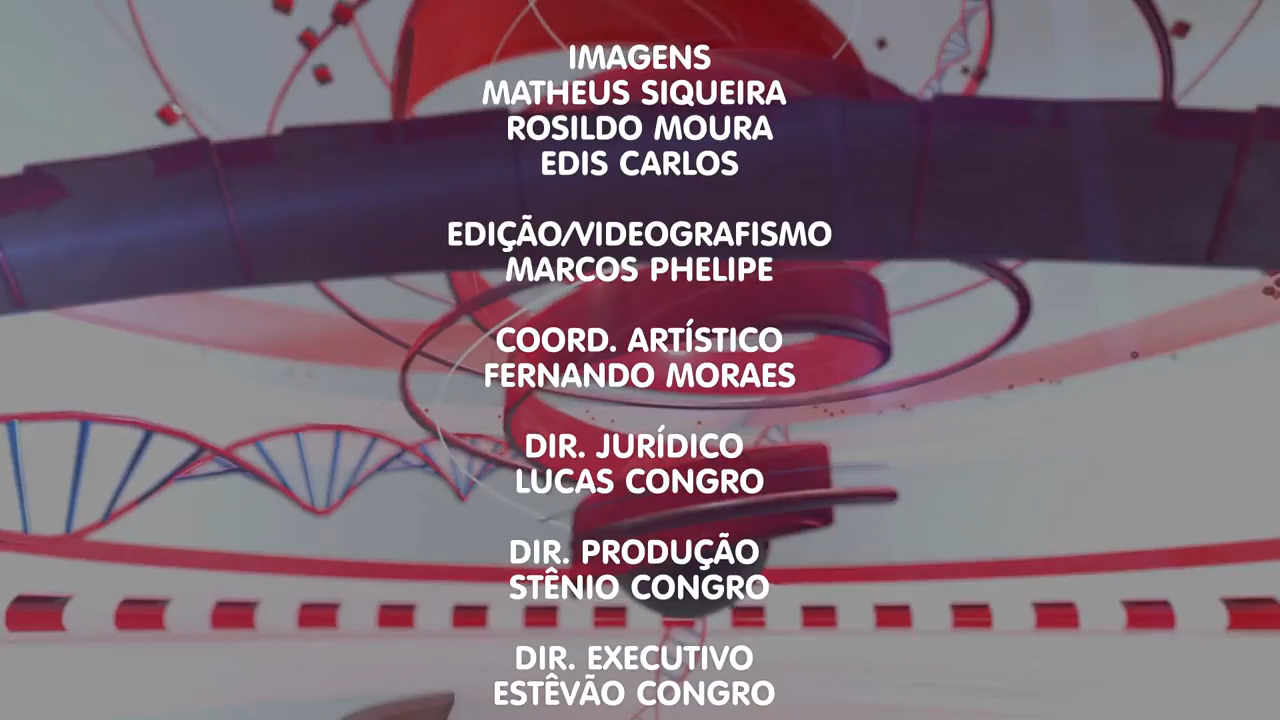 IMAGENS
MATHEUS SIQUEIRA
ROSILDO MOURA
EDIS CARLOS
EDIÇÃO/VIDEOGRAFISMO
MARCOS PHELIPE
COORD. ARTÍSTICO
FERNANDO MORAES
DIR. JURÍDICO
LUCAS CONGRO
DIR. PRODUÇÃO
STÊNIO CONGRO
DIR. EXECUTIVO
ESTÊVÃO CONGRO